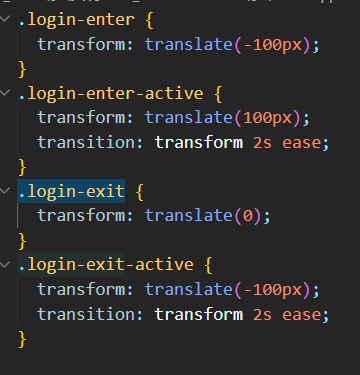 .login-enter {
transform: translate(-100px);
}
.login-enter-active {
transform: translate(100px);
transition: transform 2s ease;
}
.login-exit {
transform: translate(0);
}
.login-exit-active {
transform: translate(-100px);
transition: transform 2s ease;
}